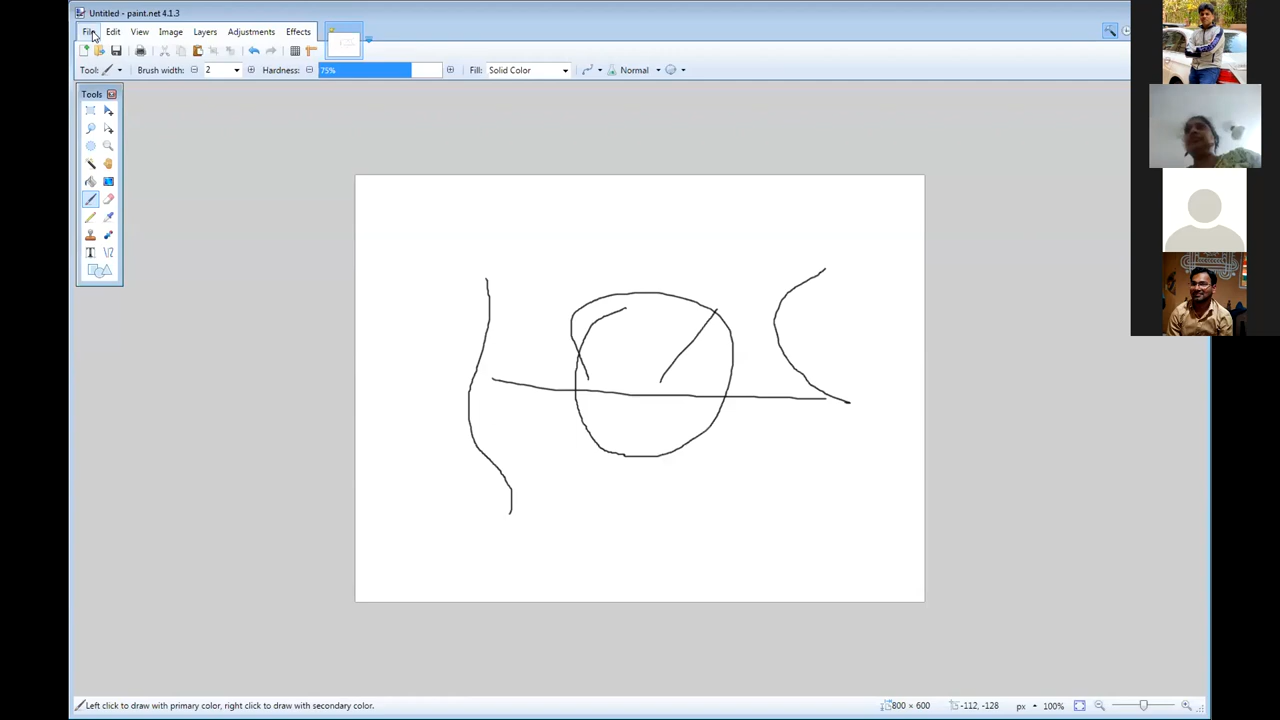 Untitled - paint.net 4.1.3
File Edit View Image Layers Adjustments Effects
Tool: Brush width: 2 Hardness: 75% Fill: Solid Color Normal
Tools
Left click to draw with primary color, right click to draw with secondary color. 800 × 600 -112, -128 px 100%